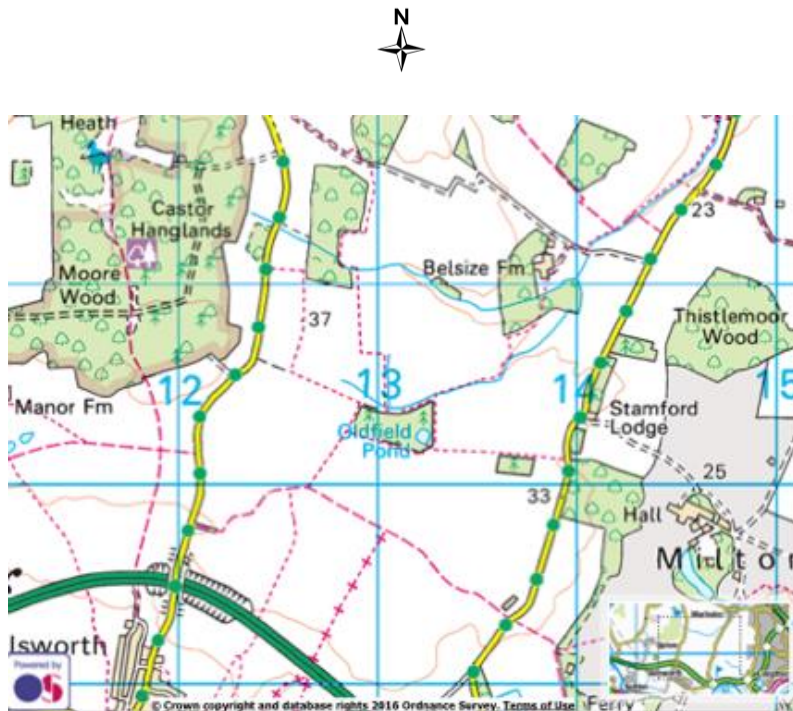 N
Heath
Castor
Hanglands
23
Moore
Wood
Belsize Fm
37
Thistlemoor
Wood
12
13
14
15
Manor Fm
Oldfield
Pond
Stamford
Lodge
25
33
Hall
Milton
lsworth
Powered by
OS
© Crown copyright and database rights 2016 Ordnance Survey. Terms of Use
Ferry